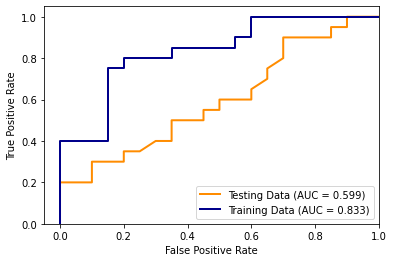 1.0
0.8
0.6
0.4
0.2
0.0
True Positive Rate
Testing Data (AUC = 0.599)
Training Data (AUC = 0.833)
0.0 0.2 0.4 0.6 0.8 1.0
False Positive Rate